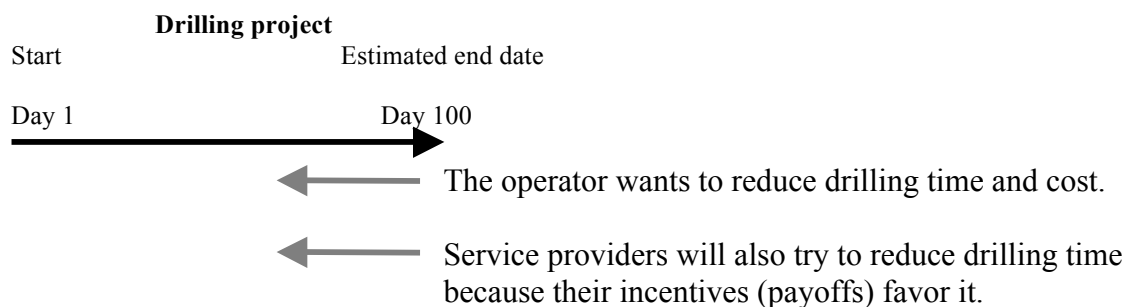 Drilling project
Start Estimated end date
Day 1 Day 100
The operator wants to reduce drilling time and cost.
Service providers will also try to reduce drilling time
because their incentives (payoffs) favor it.